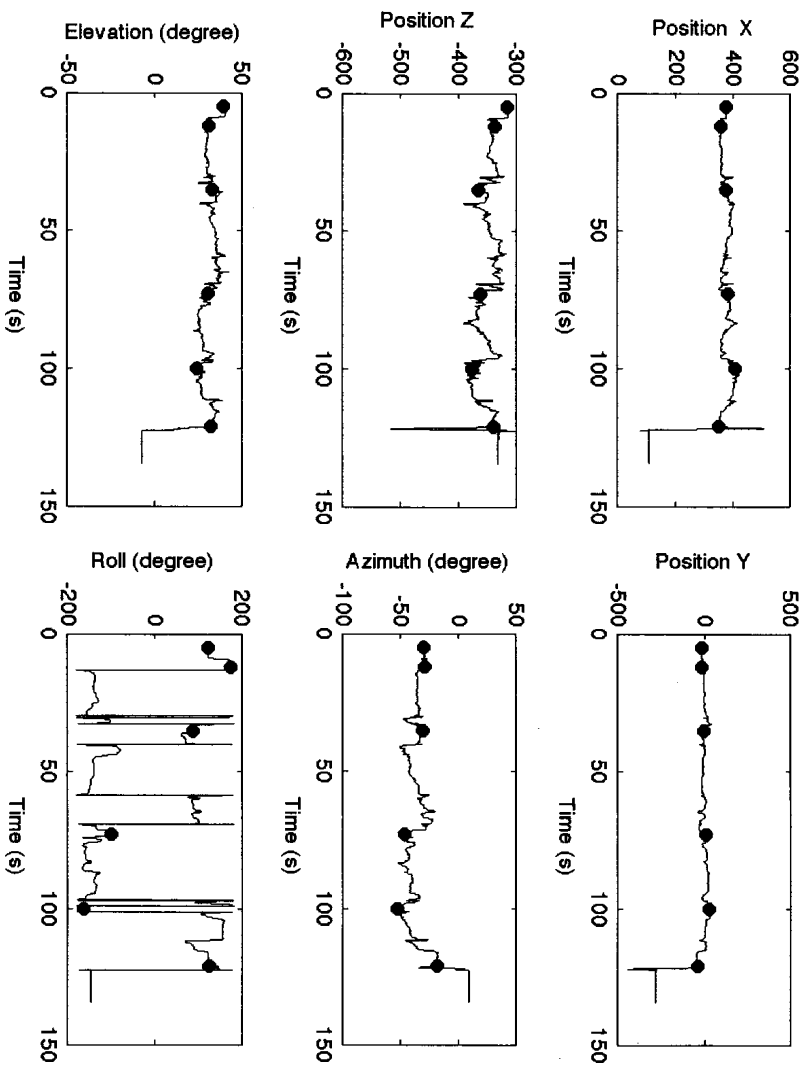 Position X
600
400
200
0
0 50 100 150
Time (s)
Position Y
500
0
-500
0 50 100 150
Time (s)
Position Z
-300
-400
-500
-600
0 50 100 150
Time (s)
Azimuth (degree)
50
0
-50
-100
0 50 100 150
Time (s)
Elevation (degree)
50
0
-50
0 50 100 150
Time (s)
Roll (degree)
200
0
-200
0 50 100 150
Time (s)